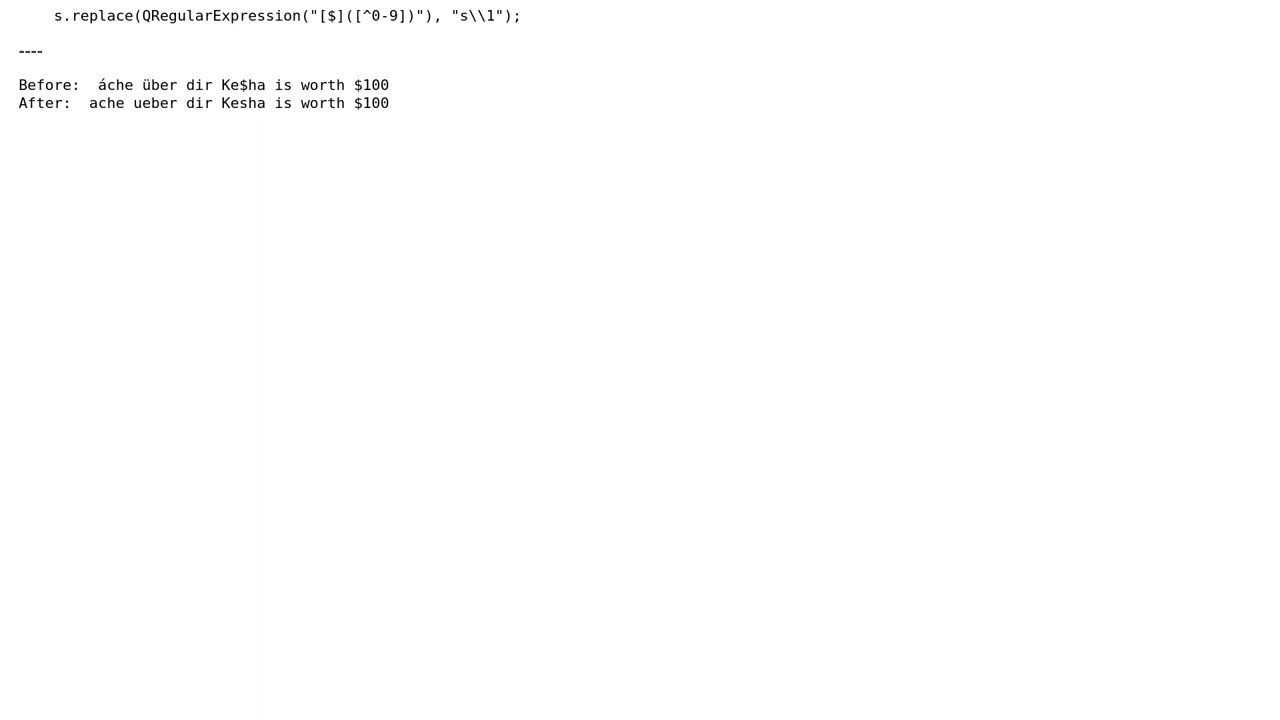 s.replace(QRegularExpression("[$]([^0-9])"), "s\\1");
----
Before:  áche über dir Ke$ha is worth $100
After:  ache ueber dir Kesha is worth $100